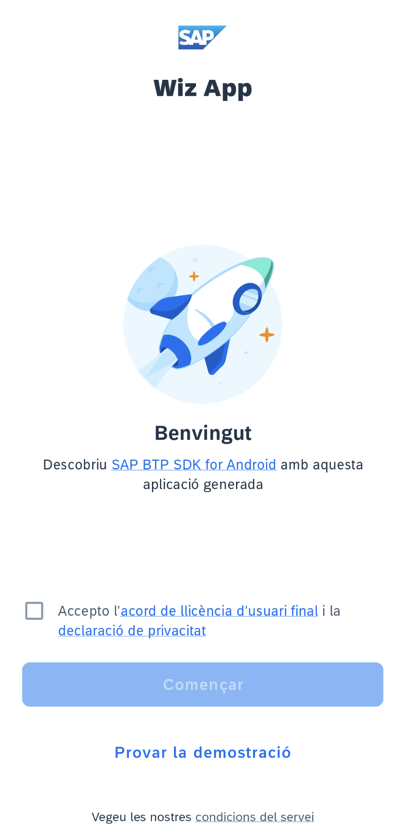 SAP
Wiz App
Benvingut
Descobriu SAP BTP SDK for Android amb aquesta
aplicació generada
Accepto l'acord de llicència d'usuari final i la
declaració de privacitat
Començar
Provar la demostració
Vegeu les nostres condicions del servei